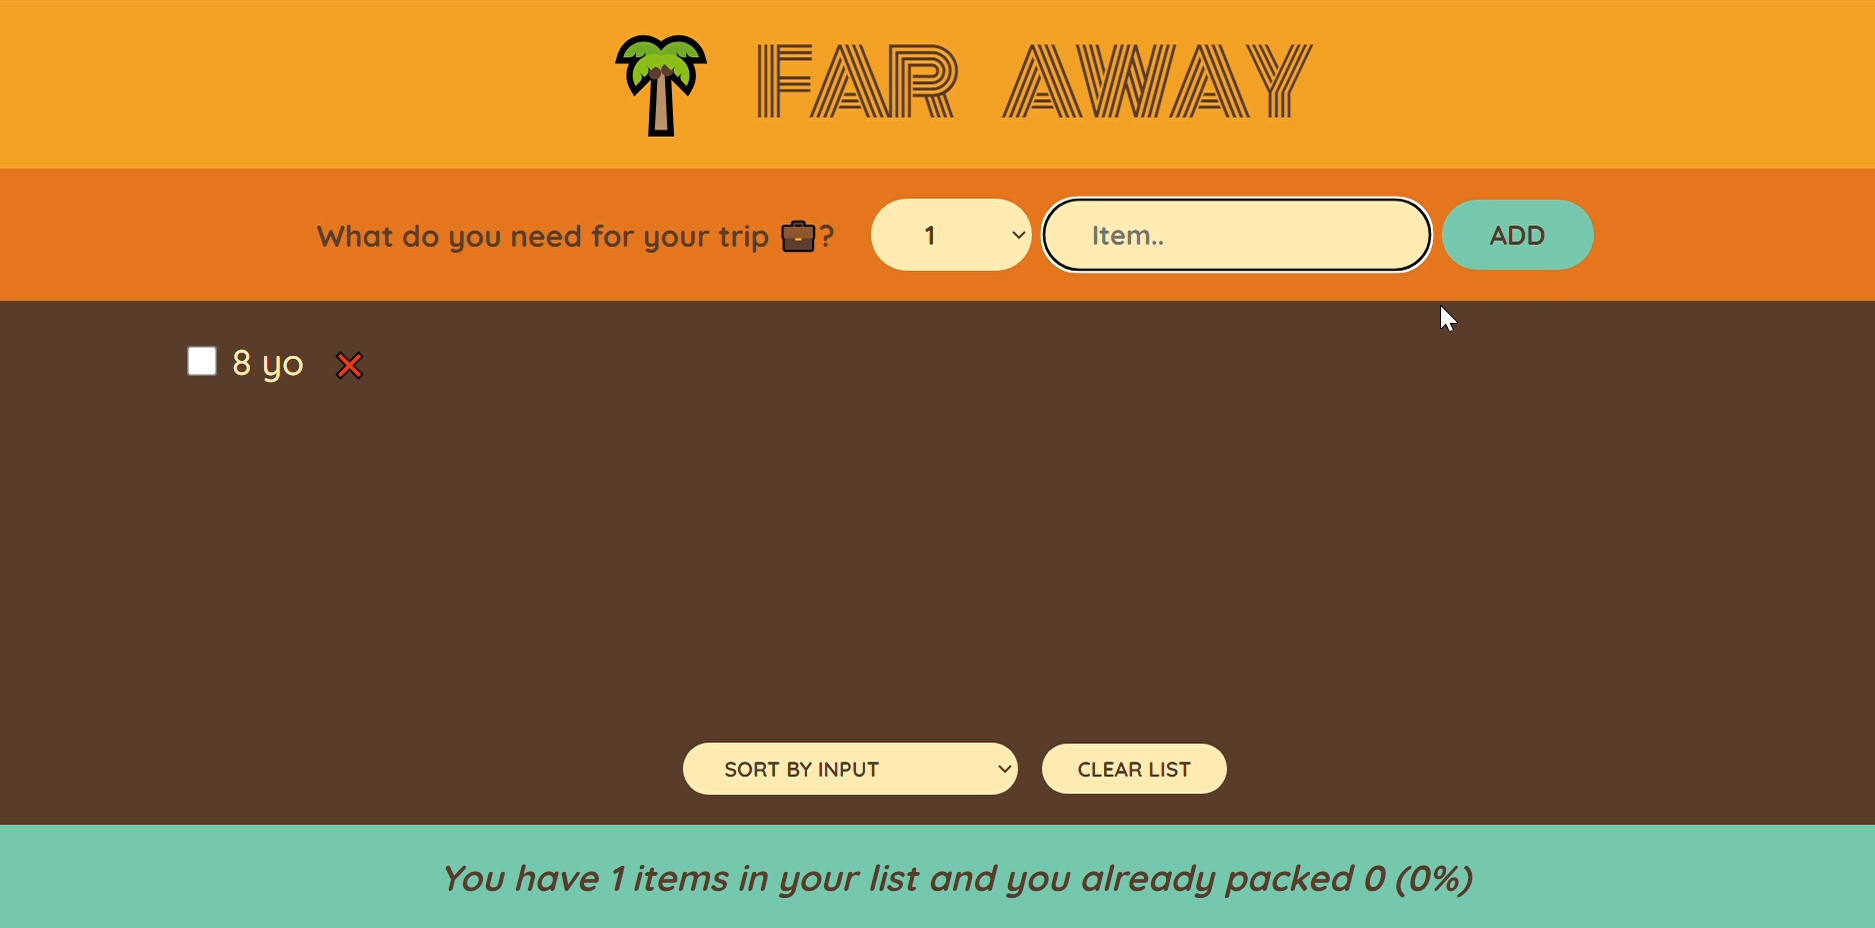 FAR AWAY
What do you need for your trip 💼?
1
Item..
ADD
8 yo ❌
SORT BY INPUT
CLEAR LIST
You have 1 items in your list and you already packed 0 (0%)